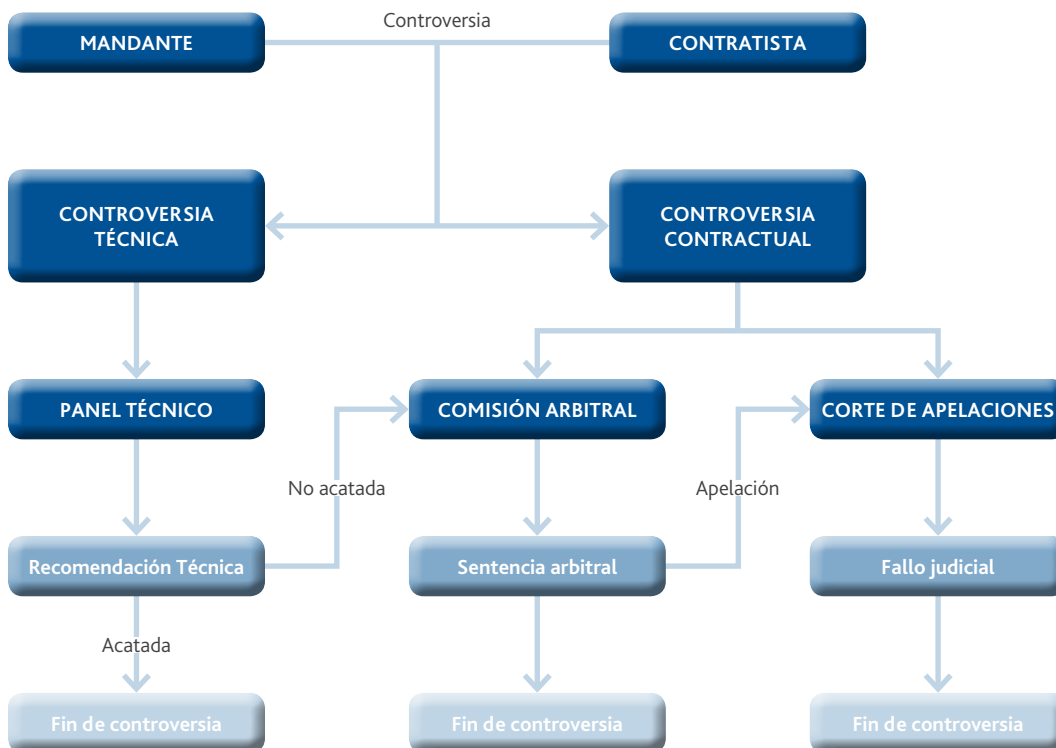 Controversia
MANDANTE
CONTRATISTA
CONTROVERSIA
TÉCNICA
CONTROVERSIA
CONTRACTUAL
PANEL TÉCNICO
COMISIÓN ARBITRAL
CORTE DE APELACIONES
No acatada
Apelación
Recomendación Técnica
Sentencia arbitral
Fallo judicial
Acatada
Fin de controversia
Fin de controversia
Fin de controversia